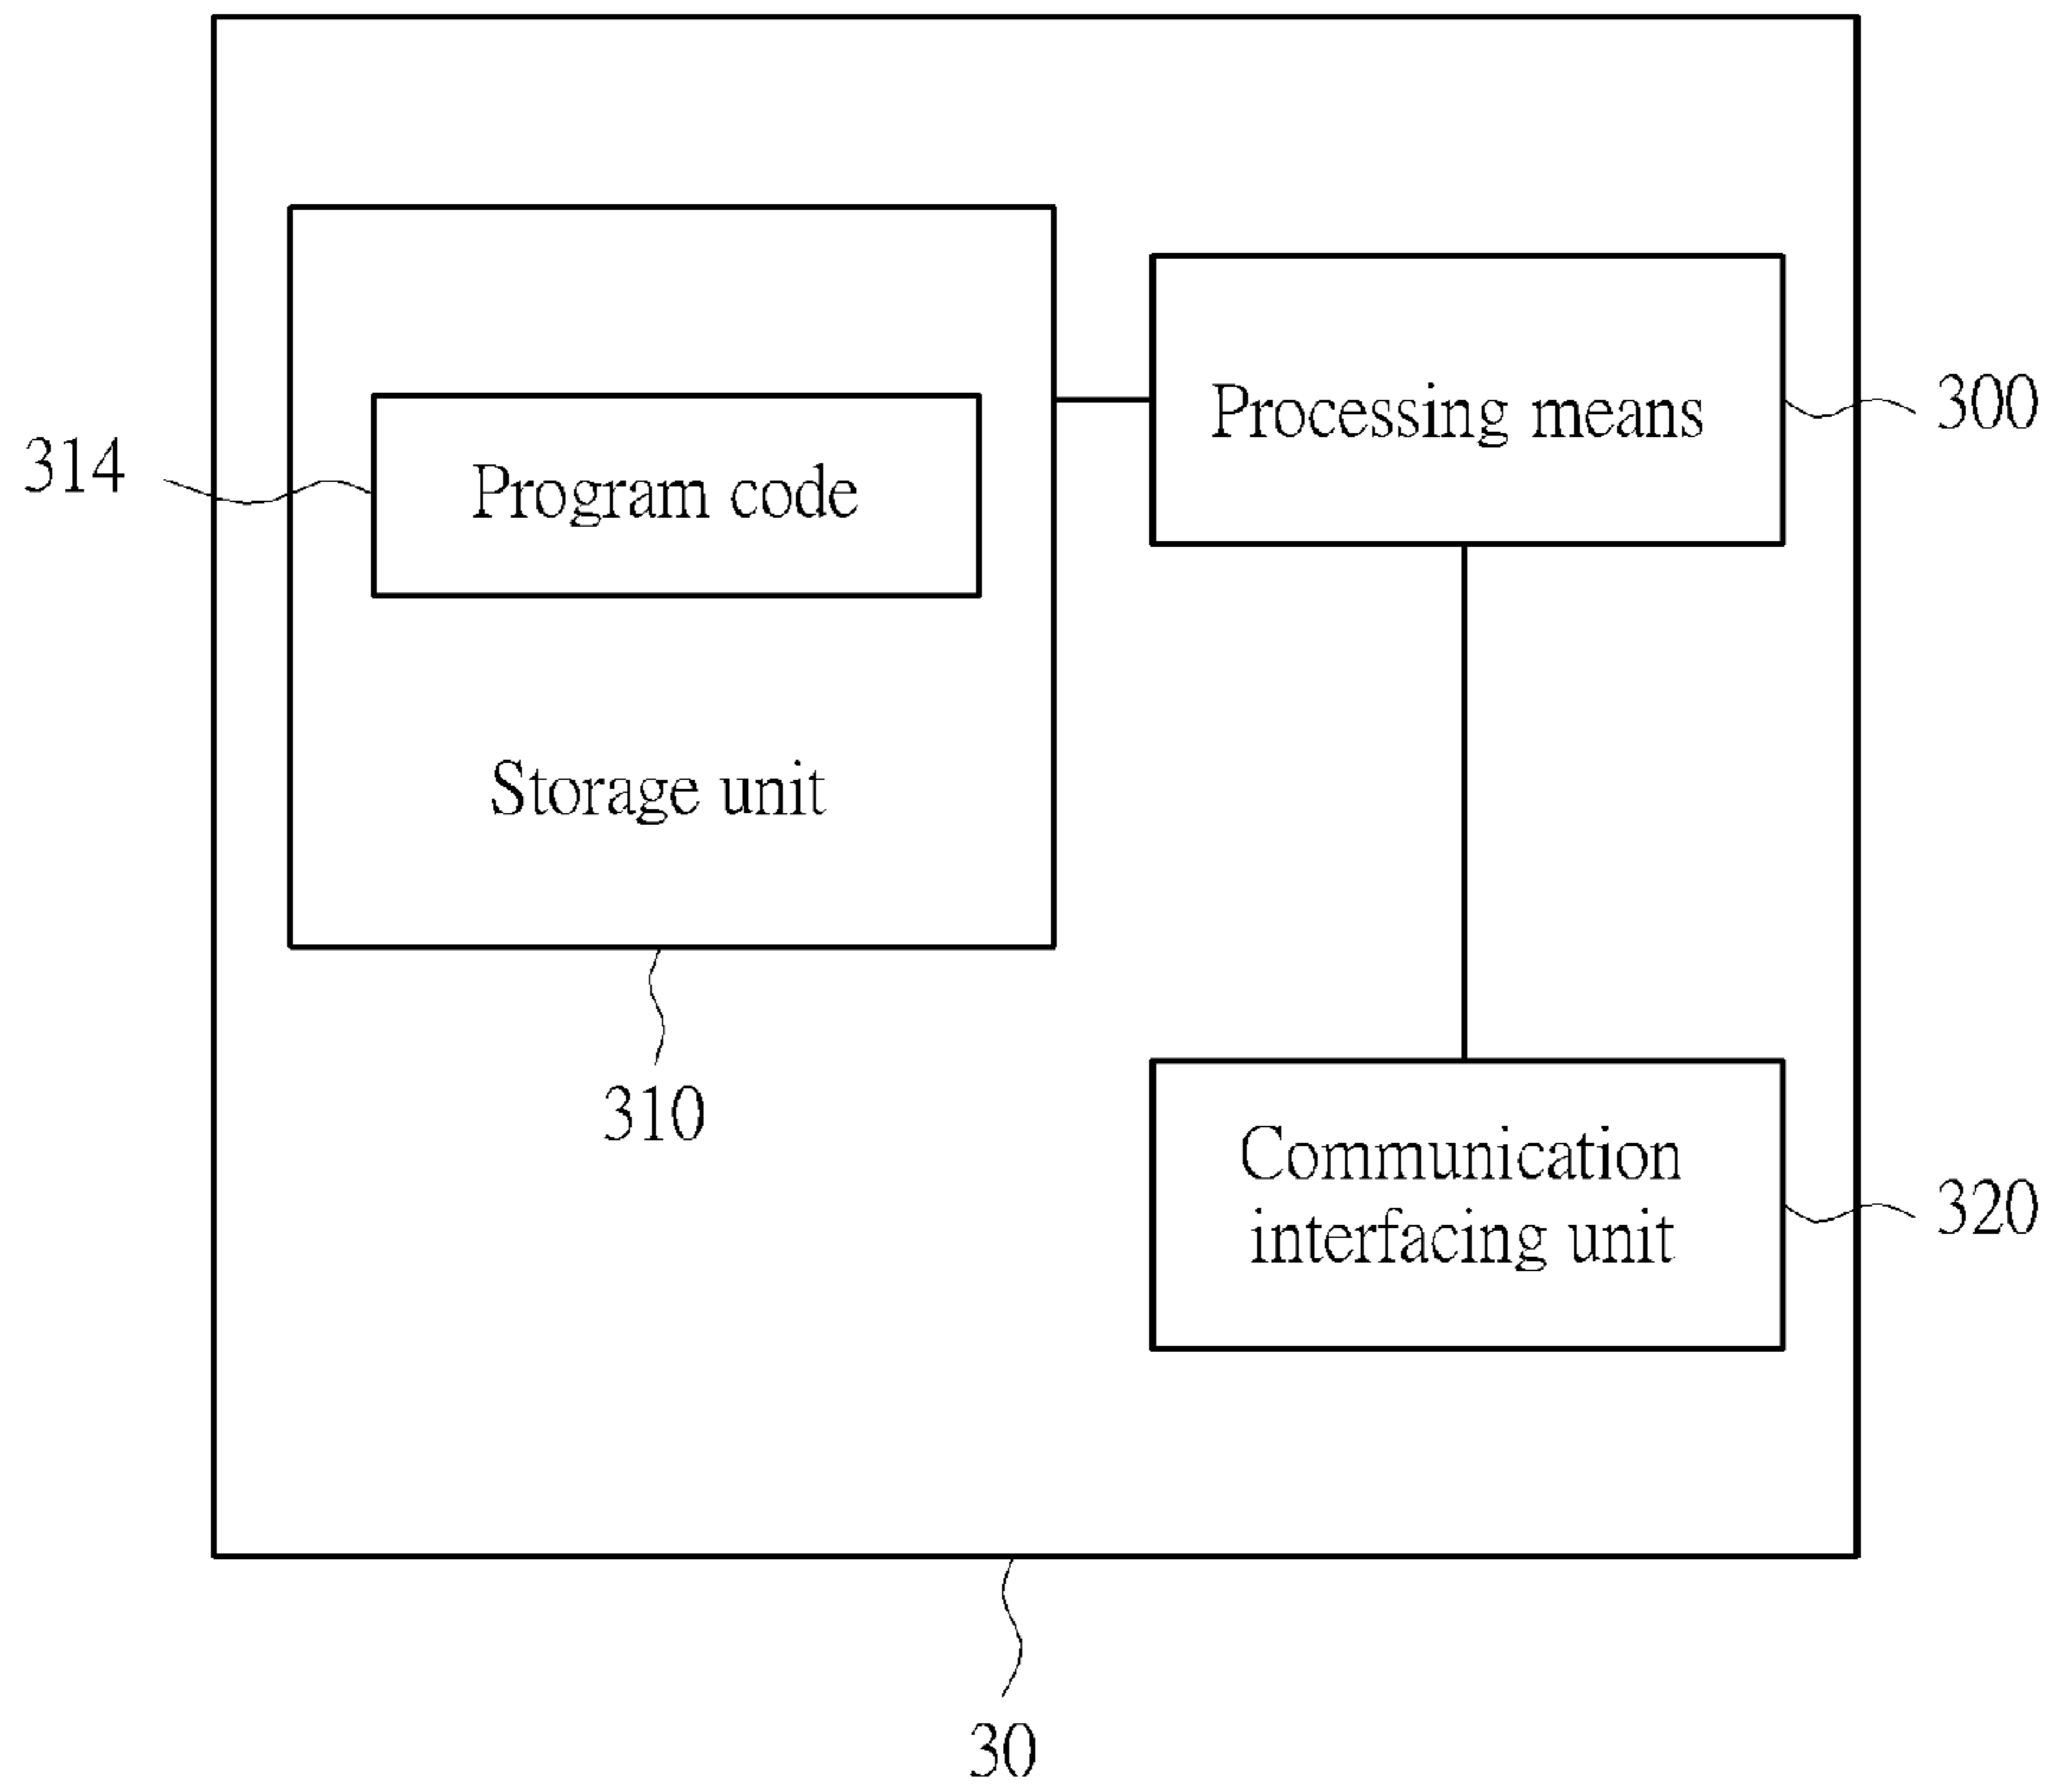 Processing means
300
314
Program code
Storage unit
310
Communication
interfacing unit
320
30